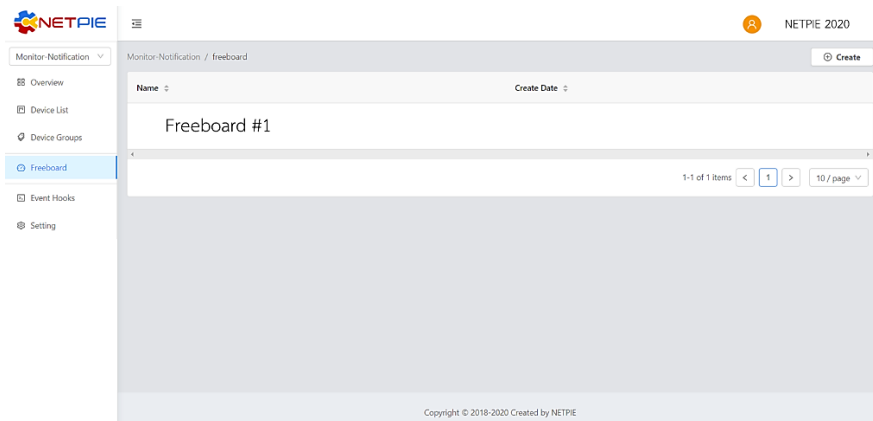 NETPIE
NETPIE 2020
Monitor-Notification
Monitor-Notification / freeboard
Create
Overview
Device List
Device Groups
Freeboard
Event Hooks
Setting
Name
Create Date
Freeboard #1
1-1 of 1 items < 1 > 10 / page
Copyright © 2018-2020 Created by NETPIE